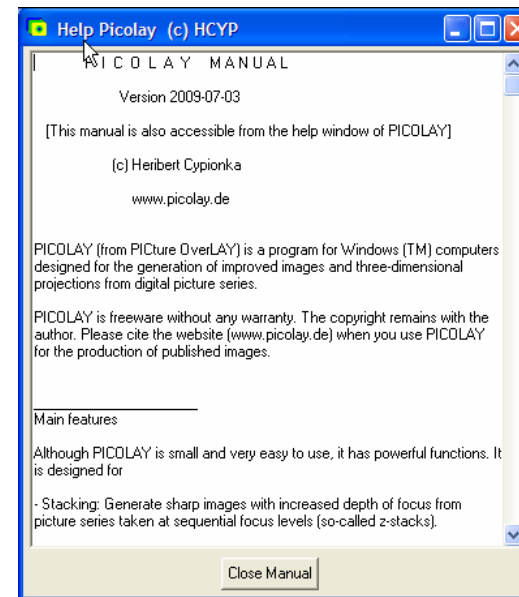 Help Picolay (c) HCYP
PICOLAY MANUAL
Version 2009-07-03
[This manual is also accessible from the help window of PICOLAY]
(c) Heribert Cypionka
www.picolay.de
PICOLAY (from PICture OverLAY) is a program for Windows (TM) computers
designed for the generation of improved images and three-dimensional
projections from digital picture series.
PICOLAY is freeware without any warranty. The copyright remains with the
author. Please cite the website (www.picolay.de) when you use PICOLAY
for the production of published images.
Main features
Although PICOLAY is small and very easy to use, it has powerful functions. It
is designed for
- Stacking: Generate sharp images with increased depth of focus from
picture series taken at sequential focus levels (so-called z-stacks).
Close Manual